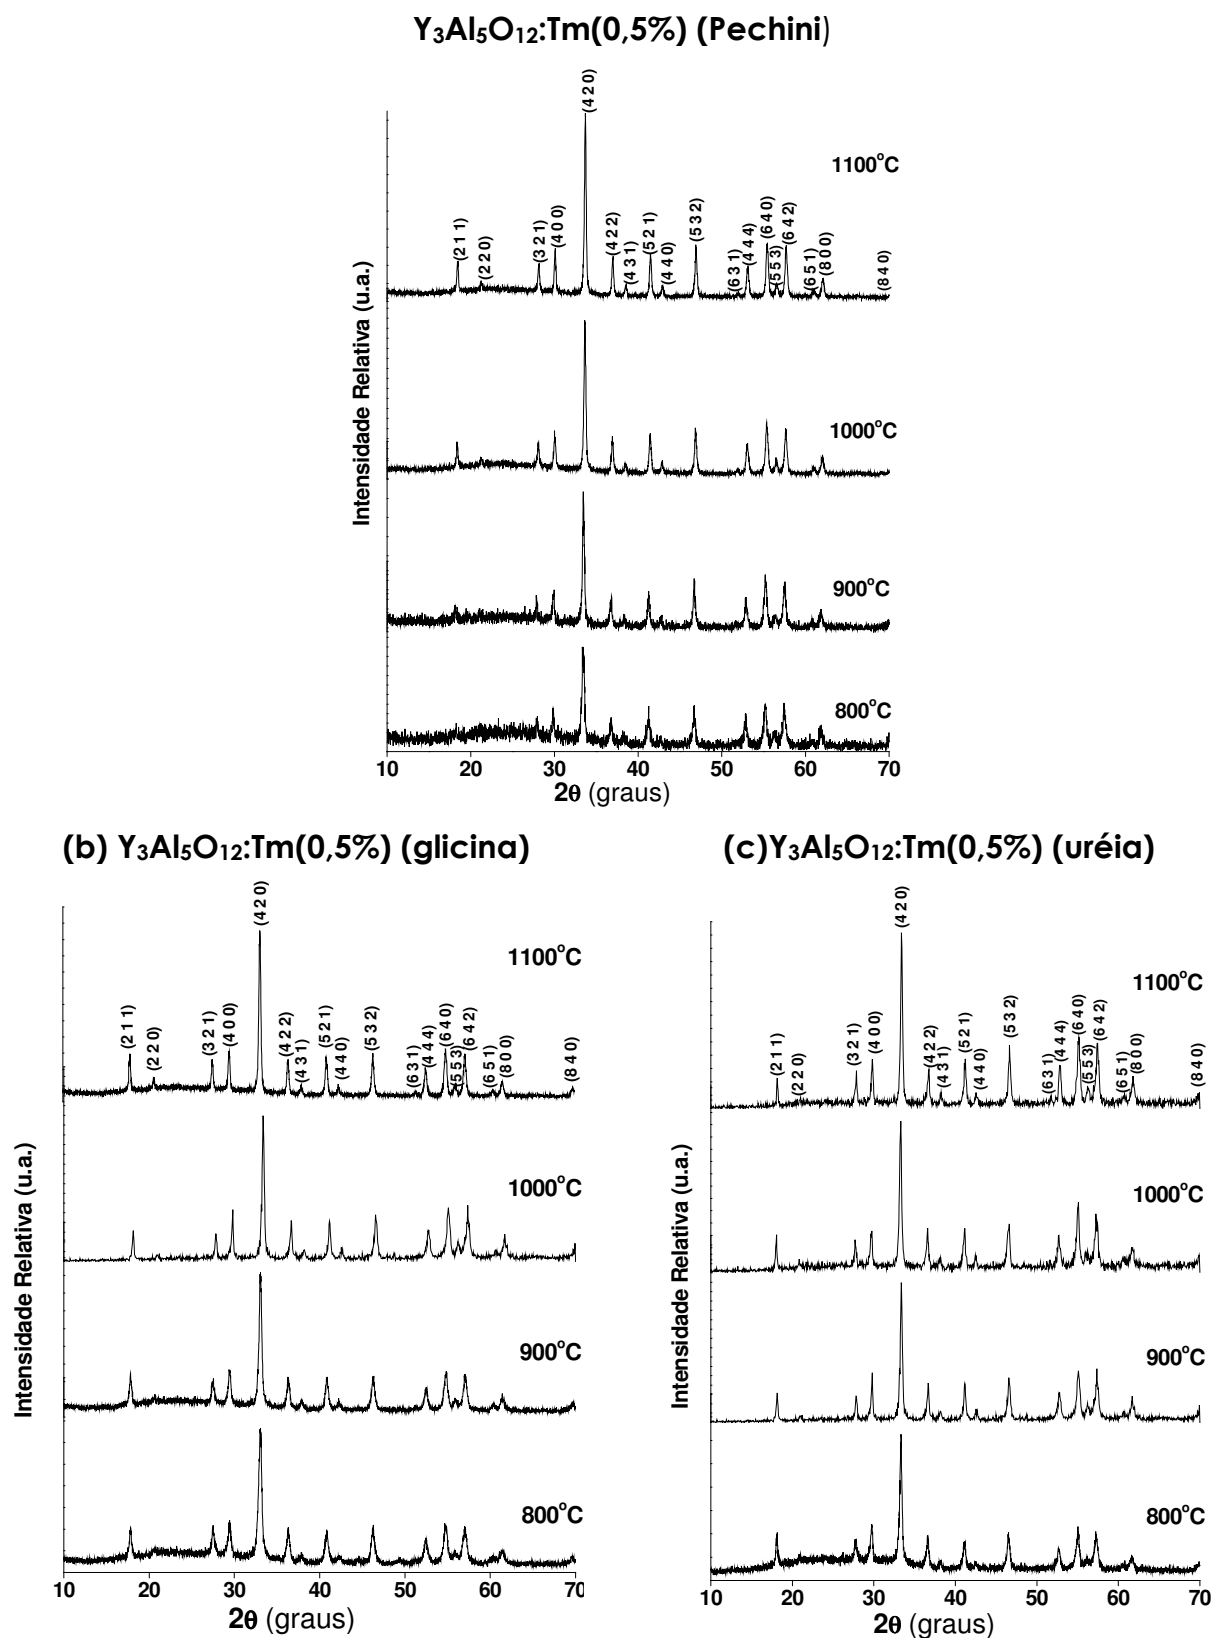 Y₃Al₅O₁₂:Tm(0,5%) (Pechini)
(4 2 0)
1100°C
(2 1 1)
(2 2 0)
(3 2 1)
(4 0 0)
(4 2 2)
(4 3 1)
(5 2 1)
(4 4 0)
(5 3 2)
(6 3 1)
(4 4 4)
(6 4 0)
(5 5 3)
(6 4 2)
(6 5 1)
(8 0 0)
(8 4 0)
1000°C
900°C
800°C
Intensidade Relativa (u.a.)
10 20 30 40 50 60 70
2θ (graus)
(b) Y₃Al₅O₁₂:Tm(0,5%) (glicina)
(4 2 0)
1100°C
(2 1 1)
(2 2 0)
(3 2 1)
(4 0 0)
(4 2 2)
(4 3 1)
(5 2 1)
(4 4 0)
(5 3 2)
(6 3 1)
(4 4 4)
(6 4 0)
(5 5 3)
(6 4 2)
(6 5 1)
(8 0 0)
(8 4 0)
1000°C
900°C
800°C
Intensidade Relativa (u.a.)
10 20 30 40 50 60 70
2θ (graus)
(c)Y₃Al₅O₁₂:Tm(0,5%) (uréia)
(4 2 0)
1100°C
(2 1 1)
(2 2 0)
(3 2 1)
(4 0 0)
(4 2 2)
(4 3 1)
(5 2 1)
(4 4 0)
(5 3 2)
(6 3 1)
(4 4 4)
(6 4 0)
(5 5 3)
(6 4 2)
(6 5 1)
(8 0 0)
(8 4 0)
1000°C
900°C
800°C
Intensidade Relativa (u.a.)
10 20 30 40 50 60 70
2θ (graus)